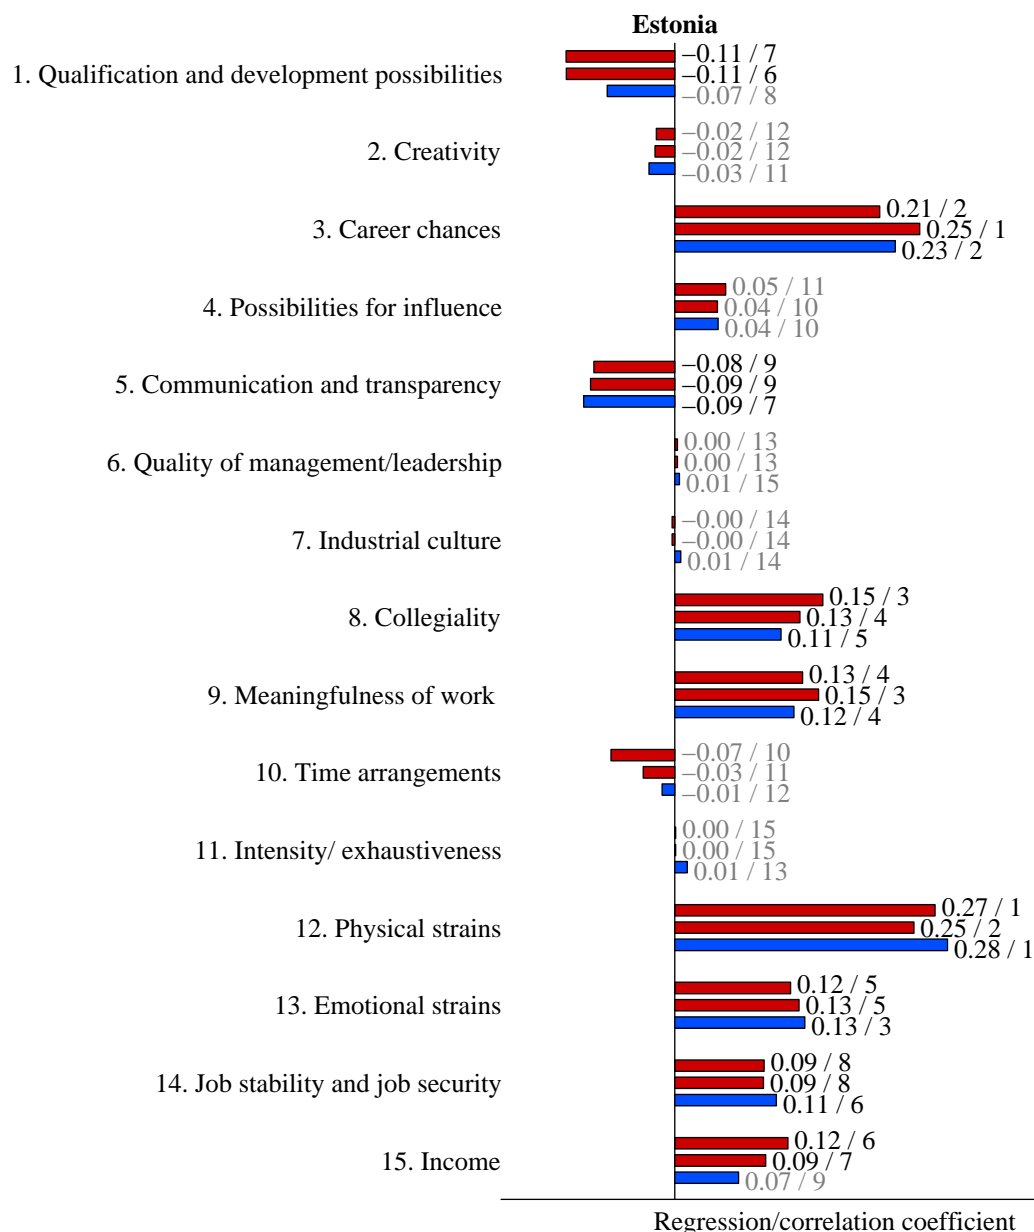 Estonia
1. Qualification and development possibilities
–0.11 / 7
–0.11 / 6
–0.07 / 8
2. Creativity
–0.02 / 12
–0.02 / 12
–0.03 / 11
3. Career chances
0.21 / 2
0.25 / 1
0.23 / 2
4. Possibilities for influence
0.05 / 11
0.04 / 10
0.04 / 10
5. Communication and transparency
–0.08 / 9
–0.09 / 9
–0.09 / 7
6. Quality of management/leadership
0.00 / 13
0.00 / 13
0.01 / 15
7. Industrial culture
–0.00 / 14
–0.00 / 14
0.01 / 14
8. Collegiality
0.15 / 3
0.13 / 4
0.11 / 5
9. Meaningfulness of work
0.13 / 4
0.15 / 3
0.12 / 4
10. Time arrangements
–0.07 / 10
–0.03 / 11
–0.01 / 12
11. Intensity/ exhaustiveness
0.00 / 15
0.00 / 15
0.01 / 13
12. Physical strains
0.27 / 1
0.25 / 2
0.28 / 1
13. Emotional strains
0.12 / 5
0.13 / 5
0.13 / 3
14. Job stability and job security
0.09 / 8
0.09 / 8
0.11 / 6
15. Income
0.12 / 6
0.09 / 7
0.07 / 9
Regression/correlation coefficient